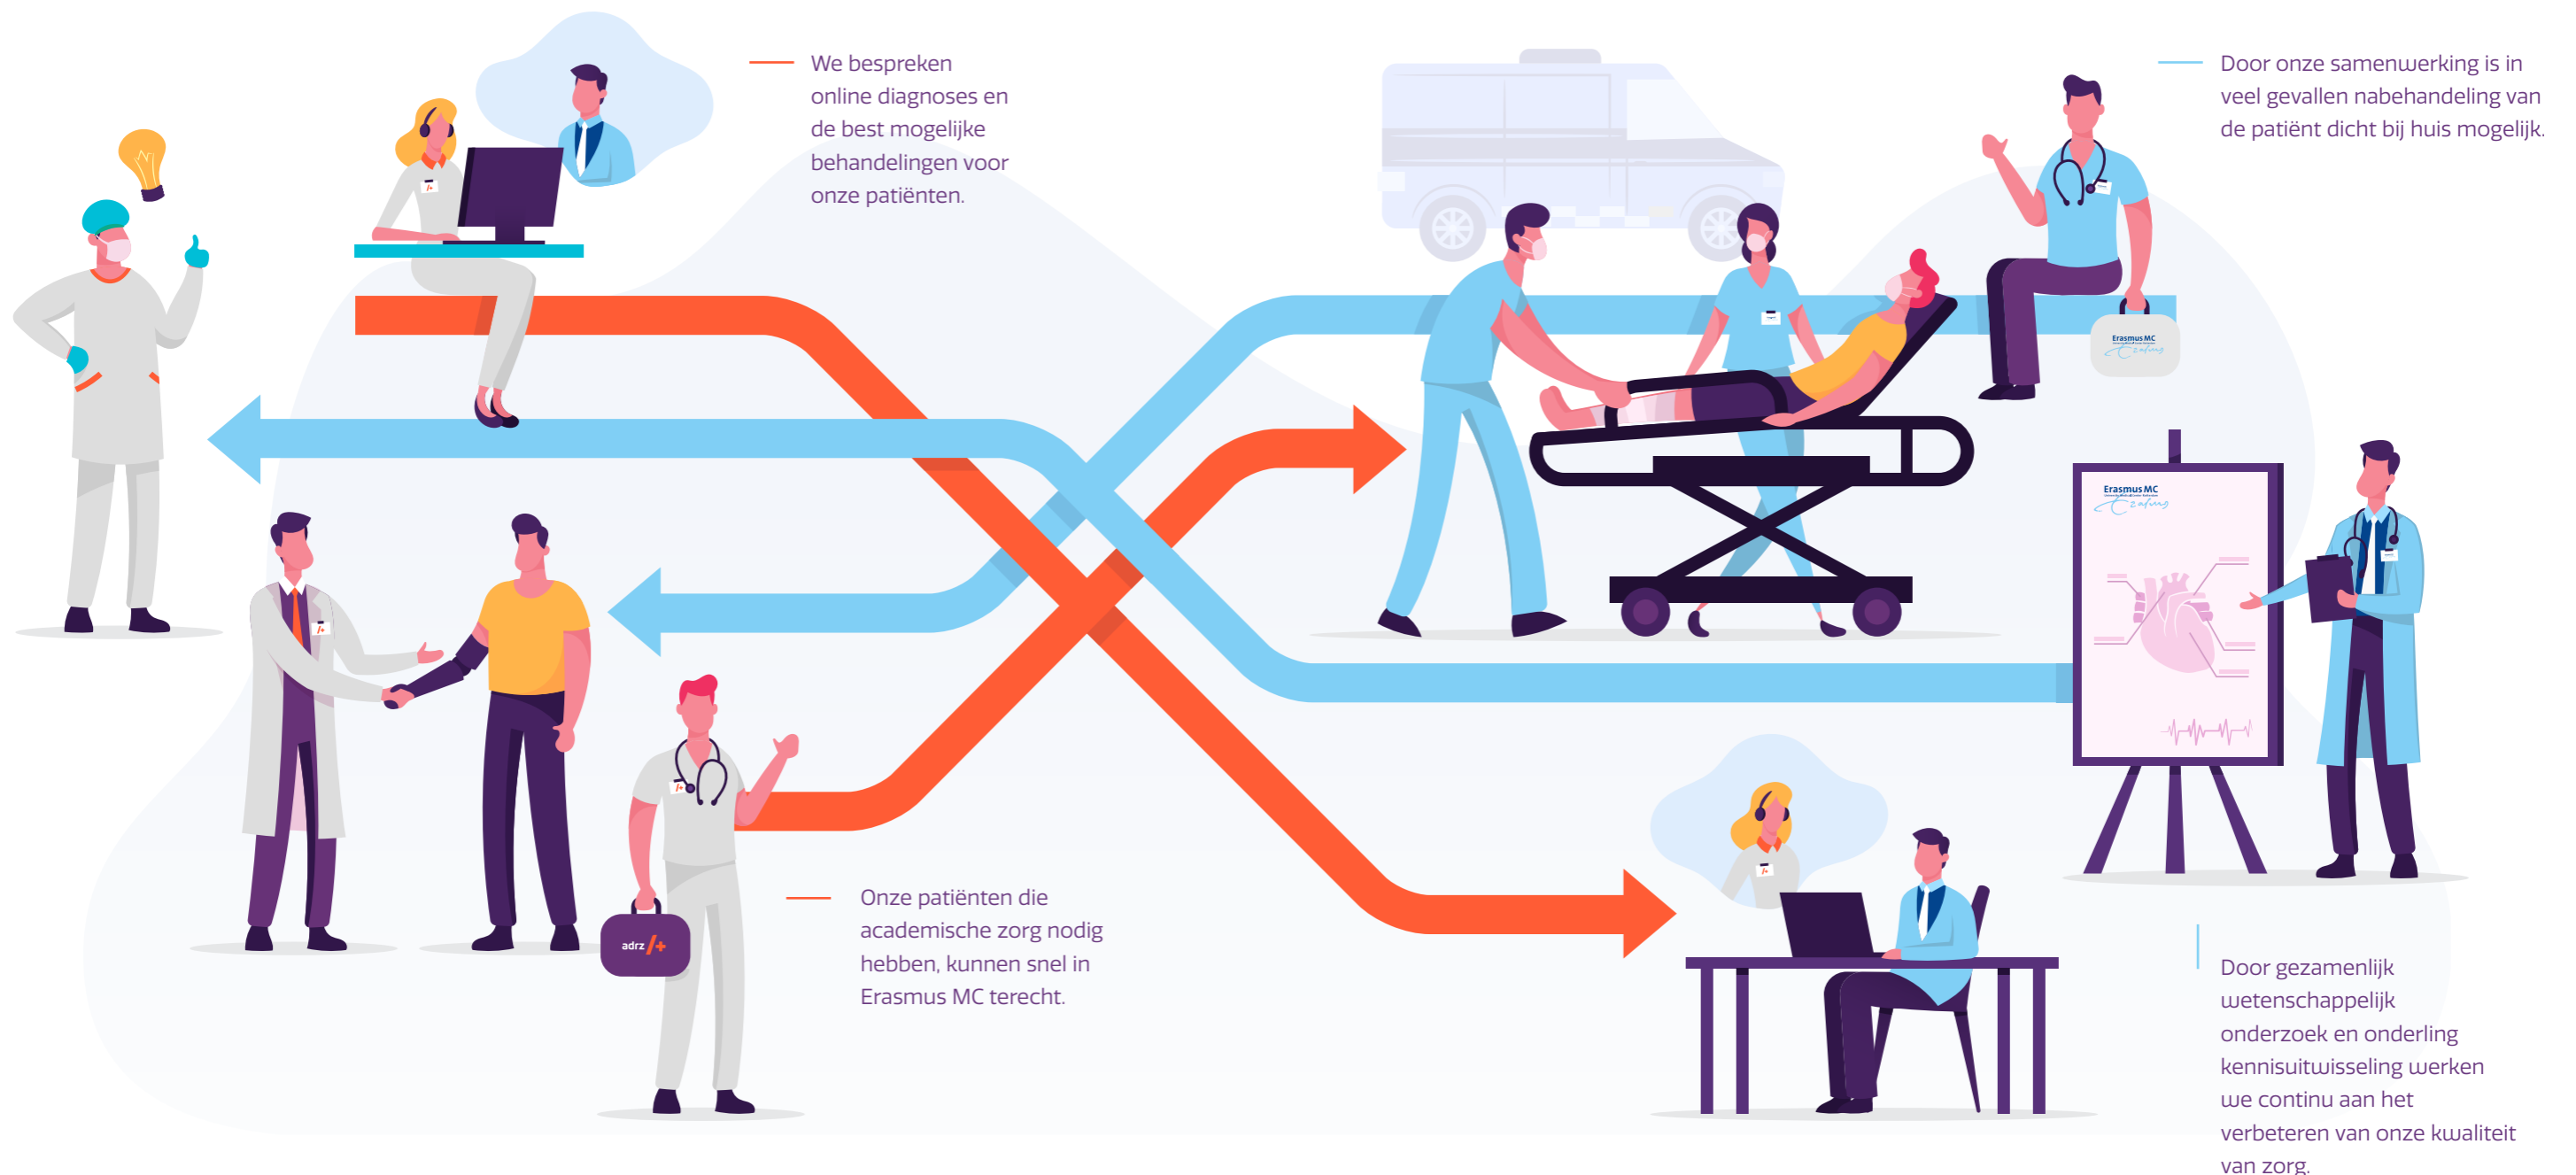 We bespreken
online diagnoses en
de best mogelijke
behandelingen voor
onze patiënten.
Door onze samenwerking is in
veel gevallen nabehandeling van
de patiënt dicht bij huis mogelijk.
Erasmus MC
Erasmus MC
adrz
Onze patiënten die
academische zorg nodig
hebben, kunnen snel in
Erasmus MC terecht.
Door gezamenlijk
wetenschappelijk
onderzoek en onderling
kennisuitwisseling werken
we continu aan het
verbeteren van onze kwaliteit
van zorg.